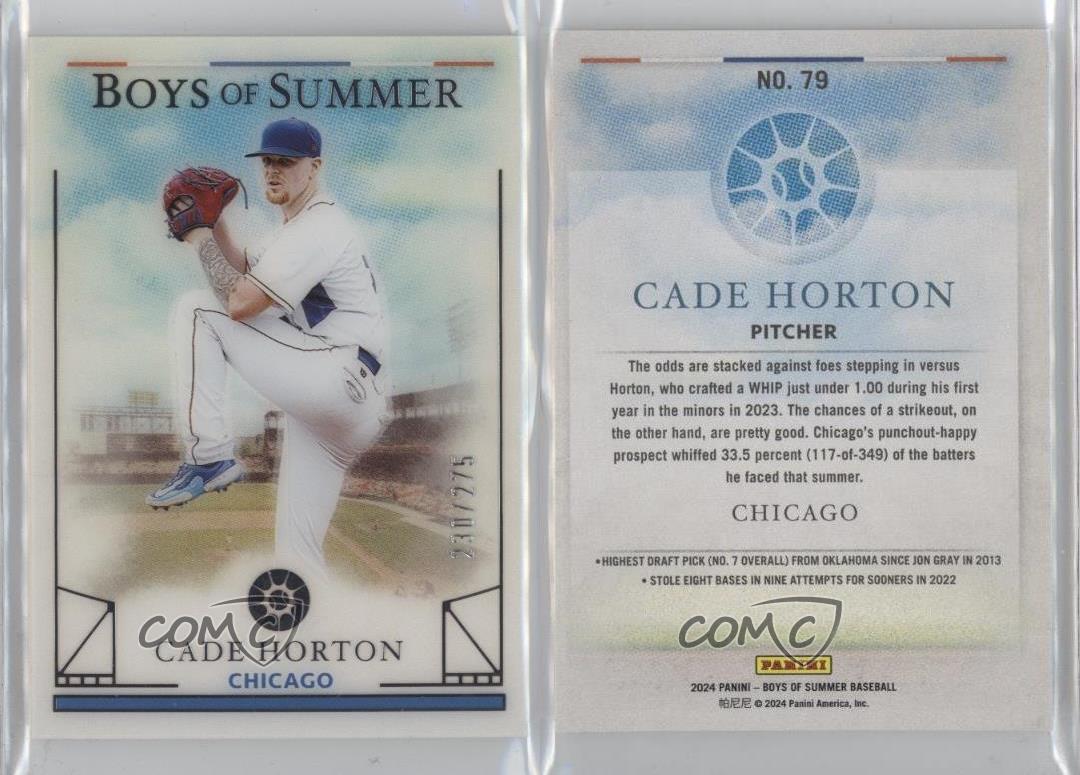 BOYS OF SUMMER
230/275
COMC
CADE HORTON
CHICAGO
NO. 79
CADE HORTON
PITCHER
The odds are stacked against foes stepping in versus
Horton, who crafted a WHIP just under 1.00 during his first
year in the minors in 2023. The chances of a strikeout, on
the other hand, are pretty good. Chicago's punchout-happy
prospect whiffed 33.5 percent (117-of-349) of the batters
he faced that summer.
CHICAGO
• HIGHEST DRAFT PICK (NO. 7 OVERALL) FROM OKLAHOMA SINCE JON GRAY IN 2013
• STOLE EIGHT BASES IN NINE ATTEMPTS FOR SOONERS IN 2022
COMC
PANINI
2024 PANINI – BOYS OF SUMMER BASEBALL
帕尼尼 © 2024 Panini America, Inc.